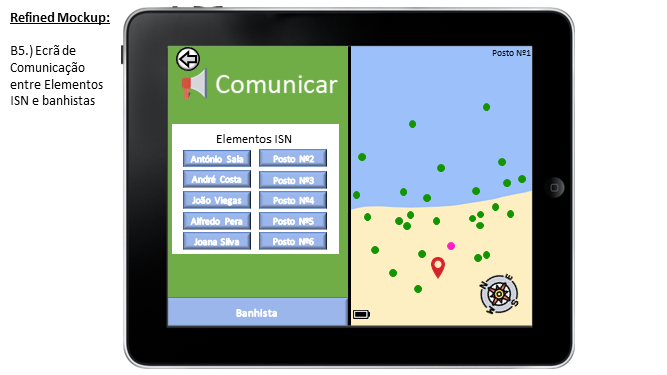 Refined Mockup:
B5.) Ecrã de
Comunicação
entre Elementos
ISN e banhistas
Posto Nº1
Comunicar
Elementos ISN
António Sala Posto Nº2
André Costa Posto Nº3
João Viegas Posto Nº4
Alfredo Pera Posto Nº5
Joana Silva Posto Nº6
Banhista
N E
W S